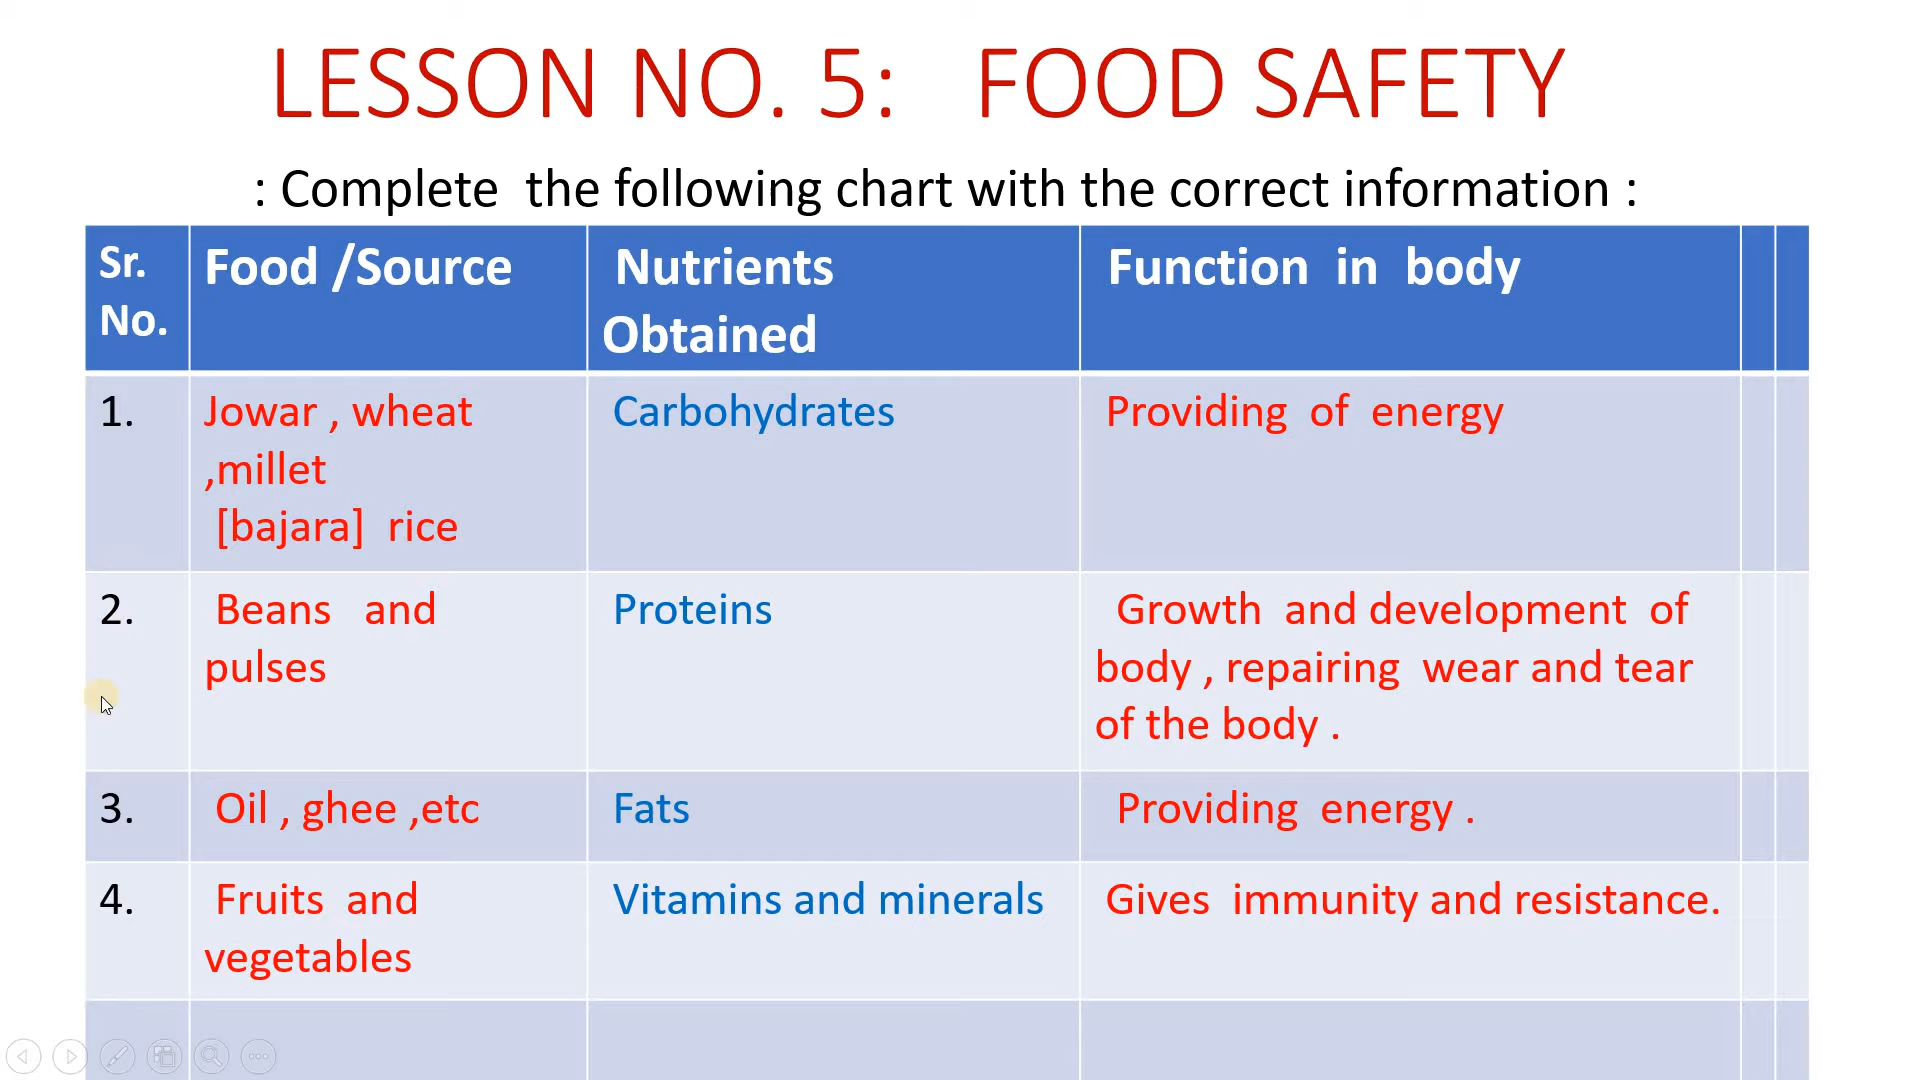 LESSON NO. 5: FOOD SAFETY
: Complete the following chart with the correct information :
Sr. No.
Food /Source
Nutrients Obtained
Function in body
1.
Jowar , wheat
,millet
[bajara] rice
Carbohydrates
Providing of energy
2.
Beans and
pulses
Proteins
Growth and development of
body , repairing wear and tear
of the body .
3.
Oil , ghee ,etc
Fats
Providing energy .
4.
Fruits and
vegetables
Vitamins and minerals
Gives immunity and resistance.